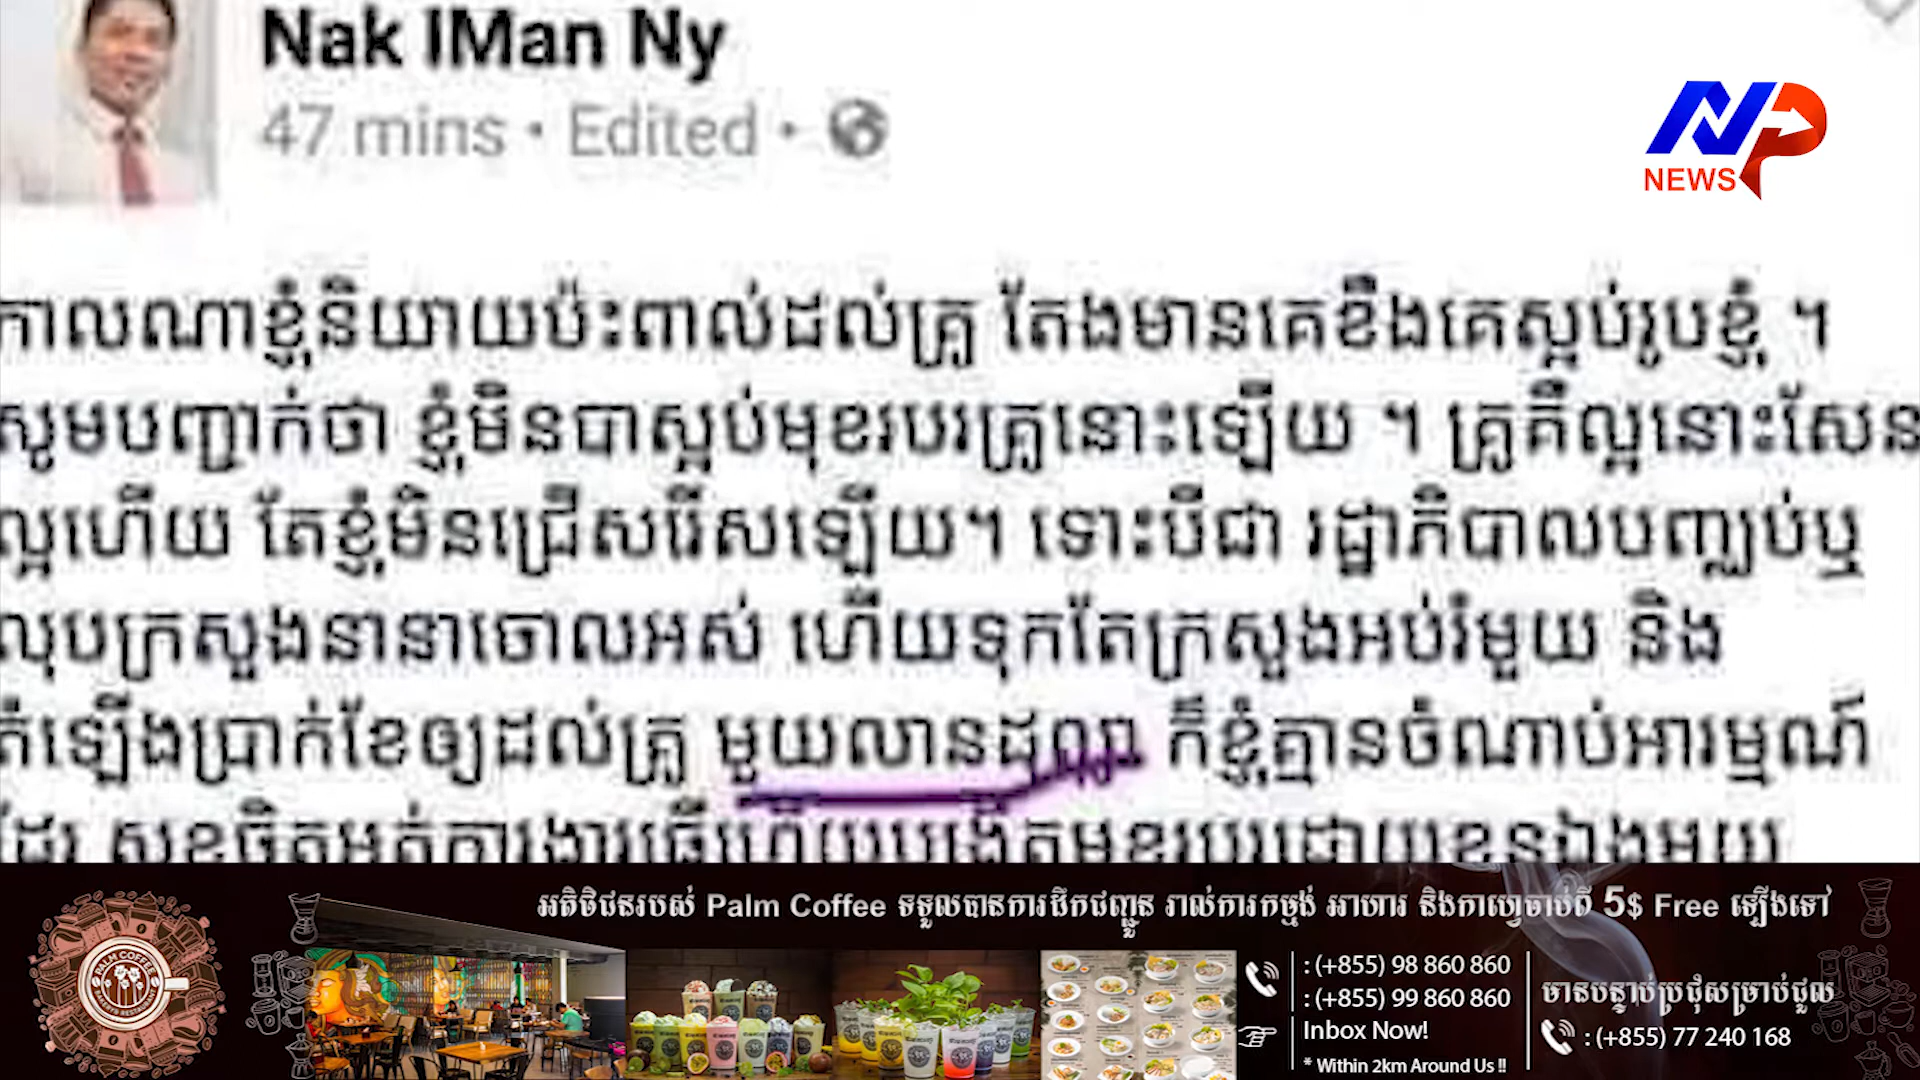 Nak IMan Ny
47 mins • Edited •
NP
NEWS
កាលណាខ្ញុំនិយាយប៉ះពាល់ដល់គ្រូ តែងមានគេខឹងគេស្អប់រូបខ្ញុំ ។
សូមបញ្ជាក់ថា ខ្ញុំមិនបាស្អប់មុខរបរគ្រូនោះឡើយ ។ គ្រូគឺល្អនោះសែន
ល្អហើយ តែខ្ញុំមិនជ្រើសរើសឡើយ។ ទោះបីជា រដ្ឋាភិបាលបញ្ឈប់ឬ
លុបក្រសួងនានាចោលអស់ ហើយទុកតែក្រសួងអប់រំមួយ និង
តំឡើងប្រាក់ខែឲ្យដល់គ្រូ មួយលានដុល្លា ក៏ខ្ញុំគ្មានចំណាប់អារម្មណ៍
ដែរ
អតិថិជនរបស់ Palm Coffee ទទួលបានការដឹកជញ្ជូន រាល់ការកម្មង់ អាហារ និងកាហ្វេចាប់ពី 5$ Free ឡើងទៅ
PALM COFFEE
: (+855) 98 860 860
: (+855) 99 860 860
Inbox Now!
* Within 2km Around Us !!
មានបន្ទប់ប្រជុំសម្រាប់ជួល
: (+855) 77 240 168